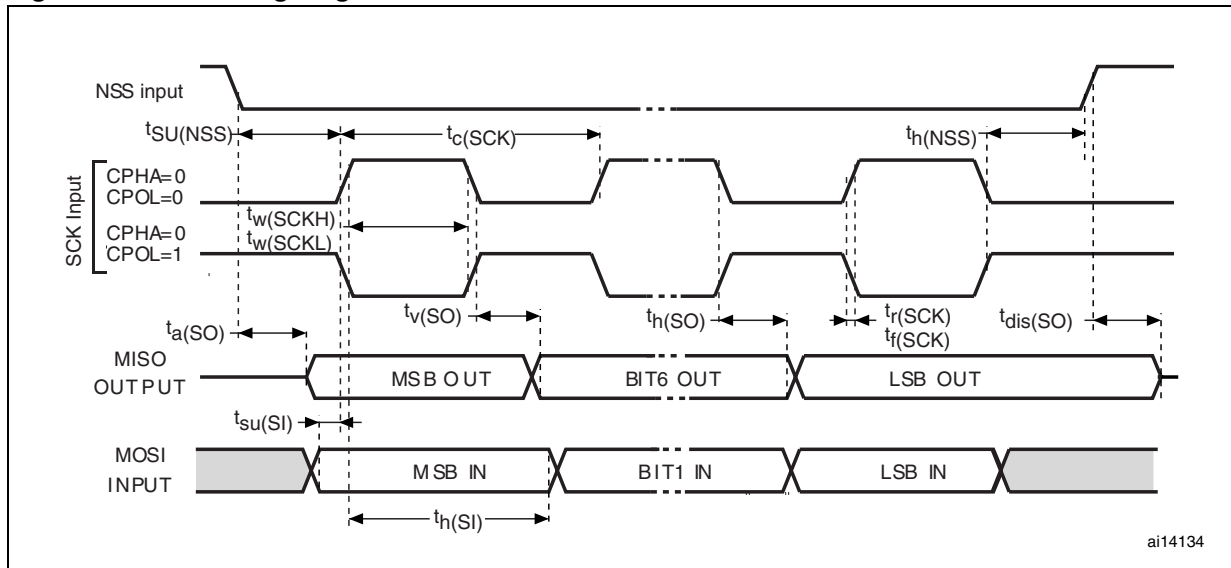 NSS input
tSU(NSS)
tc(SCK)
th(NSS)
SCK Input
CPHA=0
CPOL=0
tw(SCKH)
CPHA=0
tw(SCKL)
CPOL=1
tv(SO)
th(SO)
tr(SCK)
tf(SCK)
tdis(SO)
ta(SO)
MISO
OUTPUT
MSB OUT
BIT6 OUT
LSB OUT
tsu(SI)
MOSI
INPUT
MSB IN
BIT1 IN
LSB IN
th(SI)
ai14134